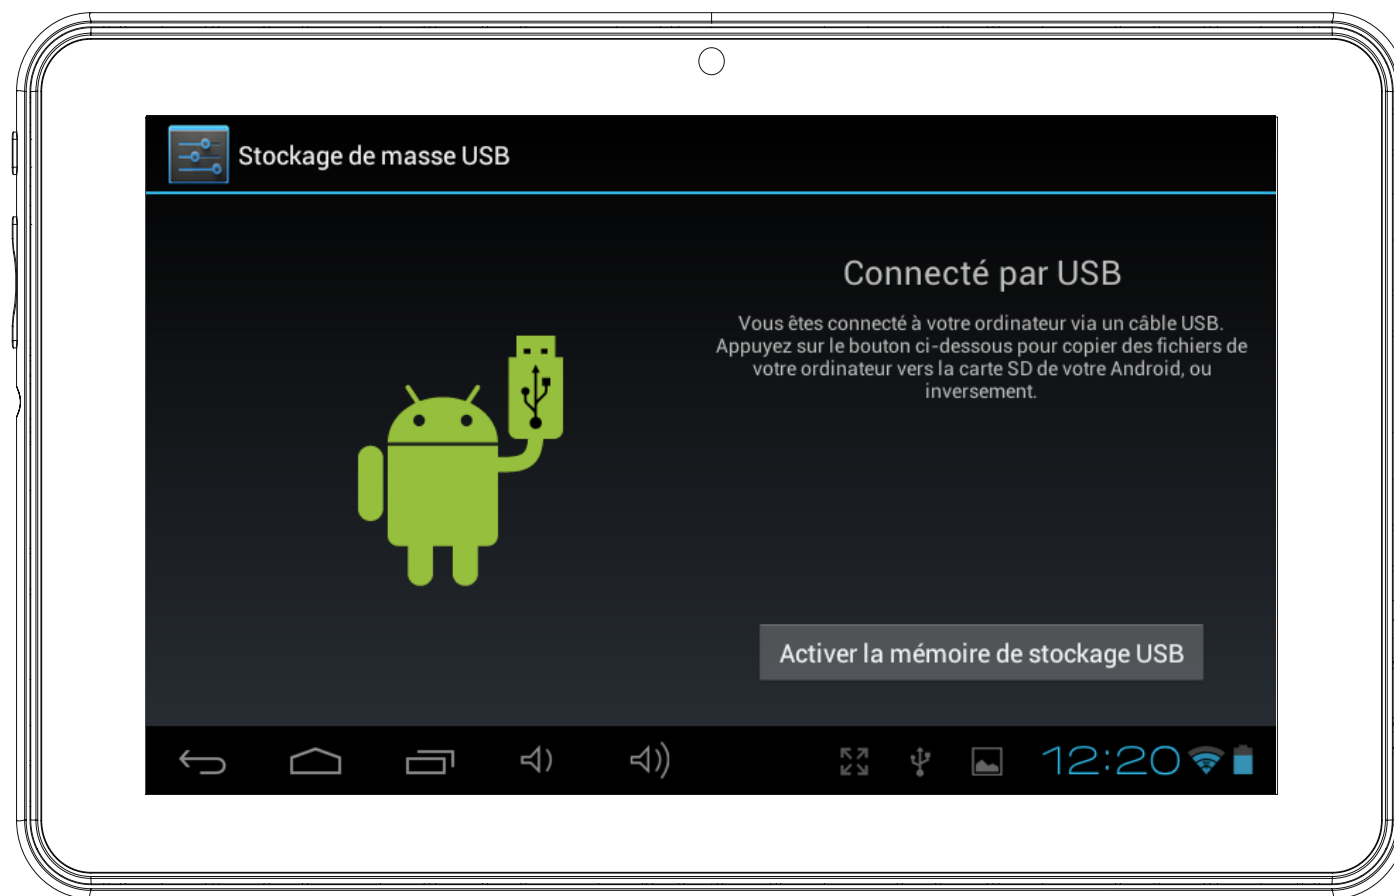 Stockage de masse USB
Connecté par USB
Vous êtes connecté à votre ordinateur via un câble USB.
Appuyez sur le bouton ci-dessous pour copier des fichiers de
votre ordinateur vers la carte SD de votre Android, ou
inversement.
Activer la mémoire de stockage USB
12:20